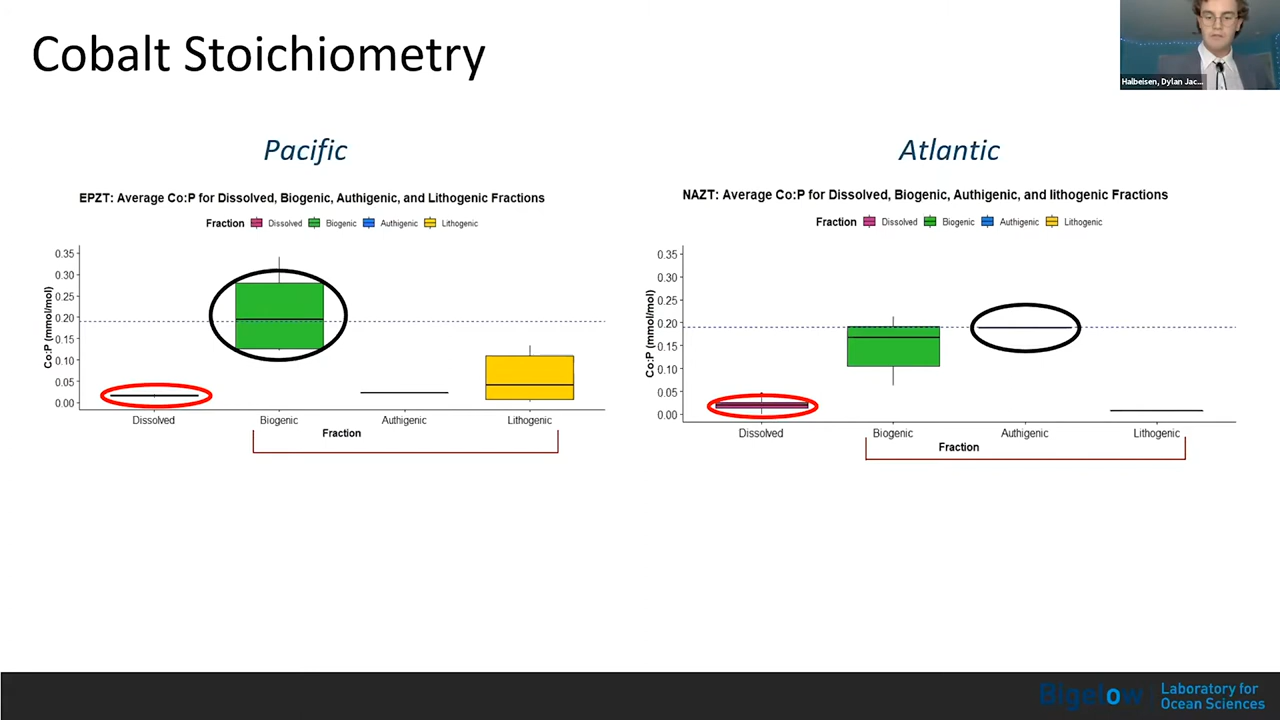 Cobalt Stoichiometry
Halbeisen, Dylan Jac...
Pacific
EPZT: Average Co:P for Dissolved, Biogenic, Authigenic, and Lithogenic Fractions
Fraction Dissolved Biogenic Authigenic Lithogenic
Co:P (mmol/mol)
0.35
0.30
0.25
0.20
0.15
0.10
0.05
0.00
Dissolved Biogenic Authigenic Lithogenic
Fraction
Atlantic
NAZT: Average Co:P for Dissolved, Biogenic, Authigenic, and lithogenic Fractions
Fraction Dissolved Biogenic Authigenic Lithogenic
Co:P (mmol/mol)
0.35
0.30
0.25
0.20
0.15
0.10
0.05
0.00
Dissolved Biogenic Authigenic Lithogenic
Fraction
Bigelow
Laboratory for
Ocean Sciences